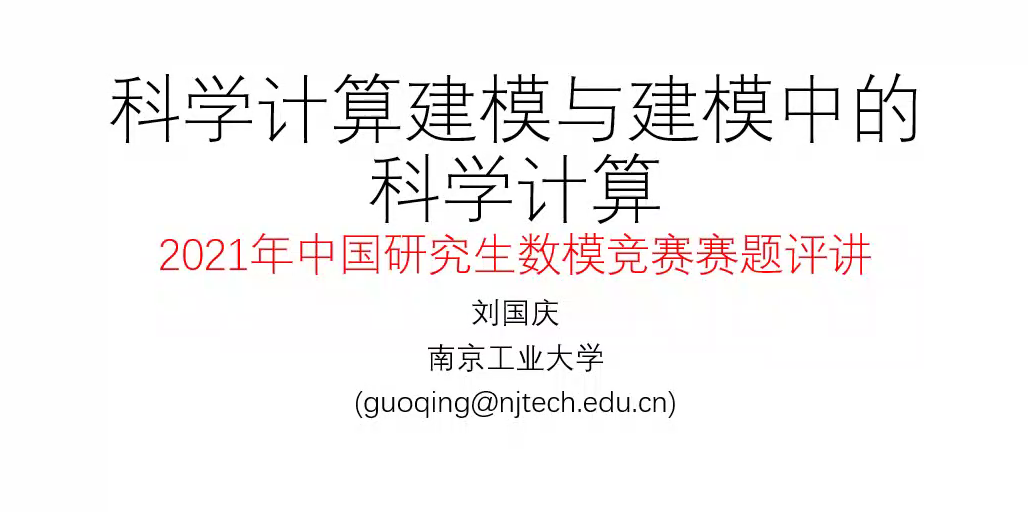 科学计算建模与建模中的
科学计算
2021年中国研究生数模竞赛赛题评讲
刘国庆
南京工业大学
(guoqing@njtech.edu.cn)